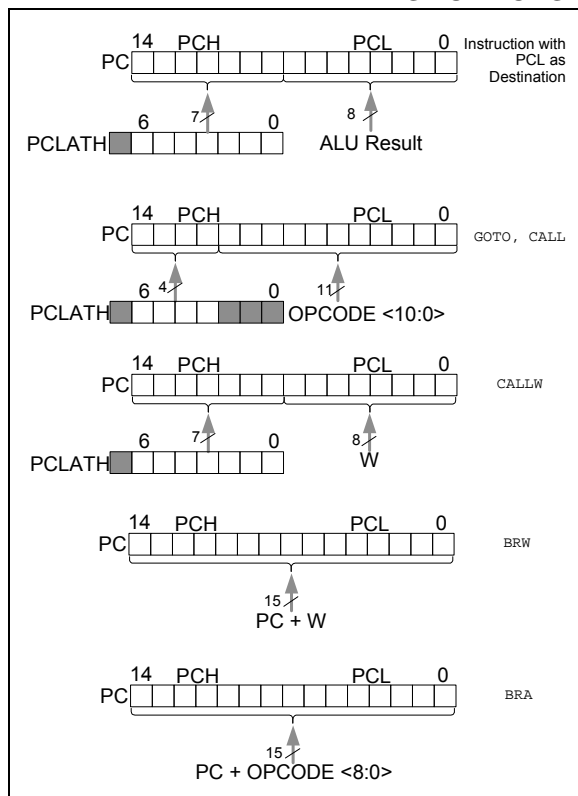 14 PCH PCL 0 Instruction with
PC PCL as
Destination
7 8
6 0
PCLATH ALU Result
14 PCH PCL 0
PC GOTO, CALL
4 11
6 0
PCLATH OPCODE <10:0>
14 PCH PCL 0
PC CALLW
7 8
6 0 W
PCLATH
14 PCH PCL 0
PC BRW
15
PC + W
14 PCH PCL 0
PC BRA
15
PC + OPCODE <8:0>